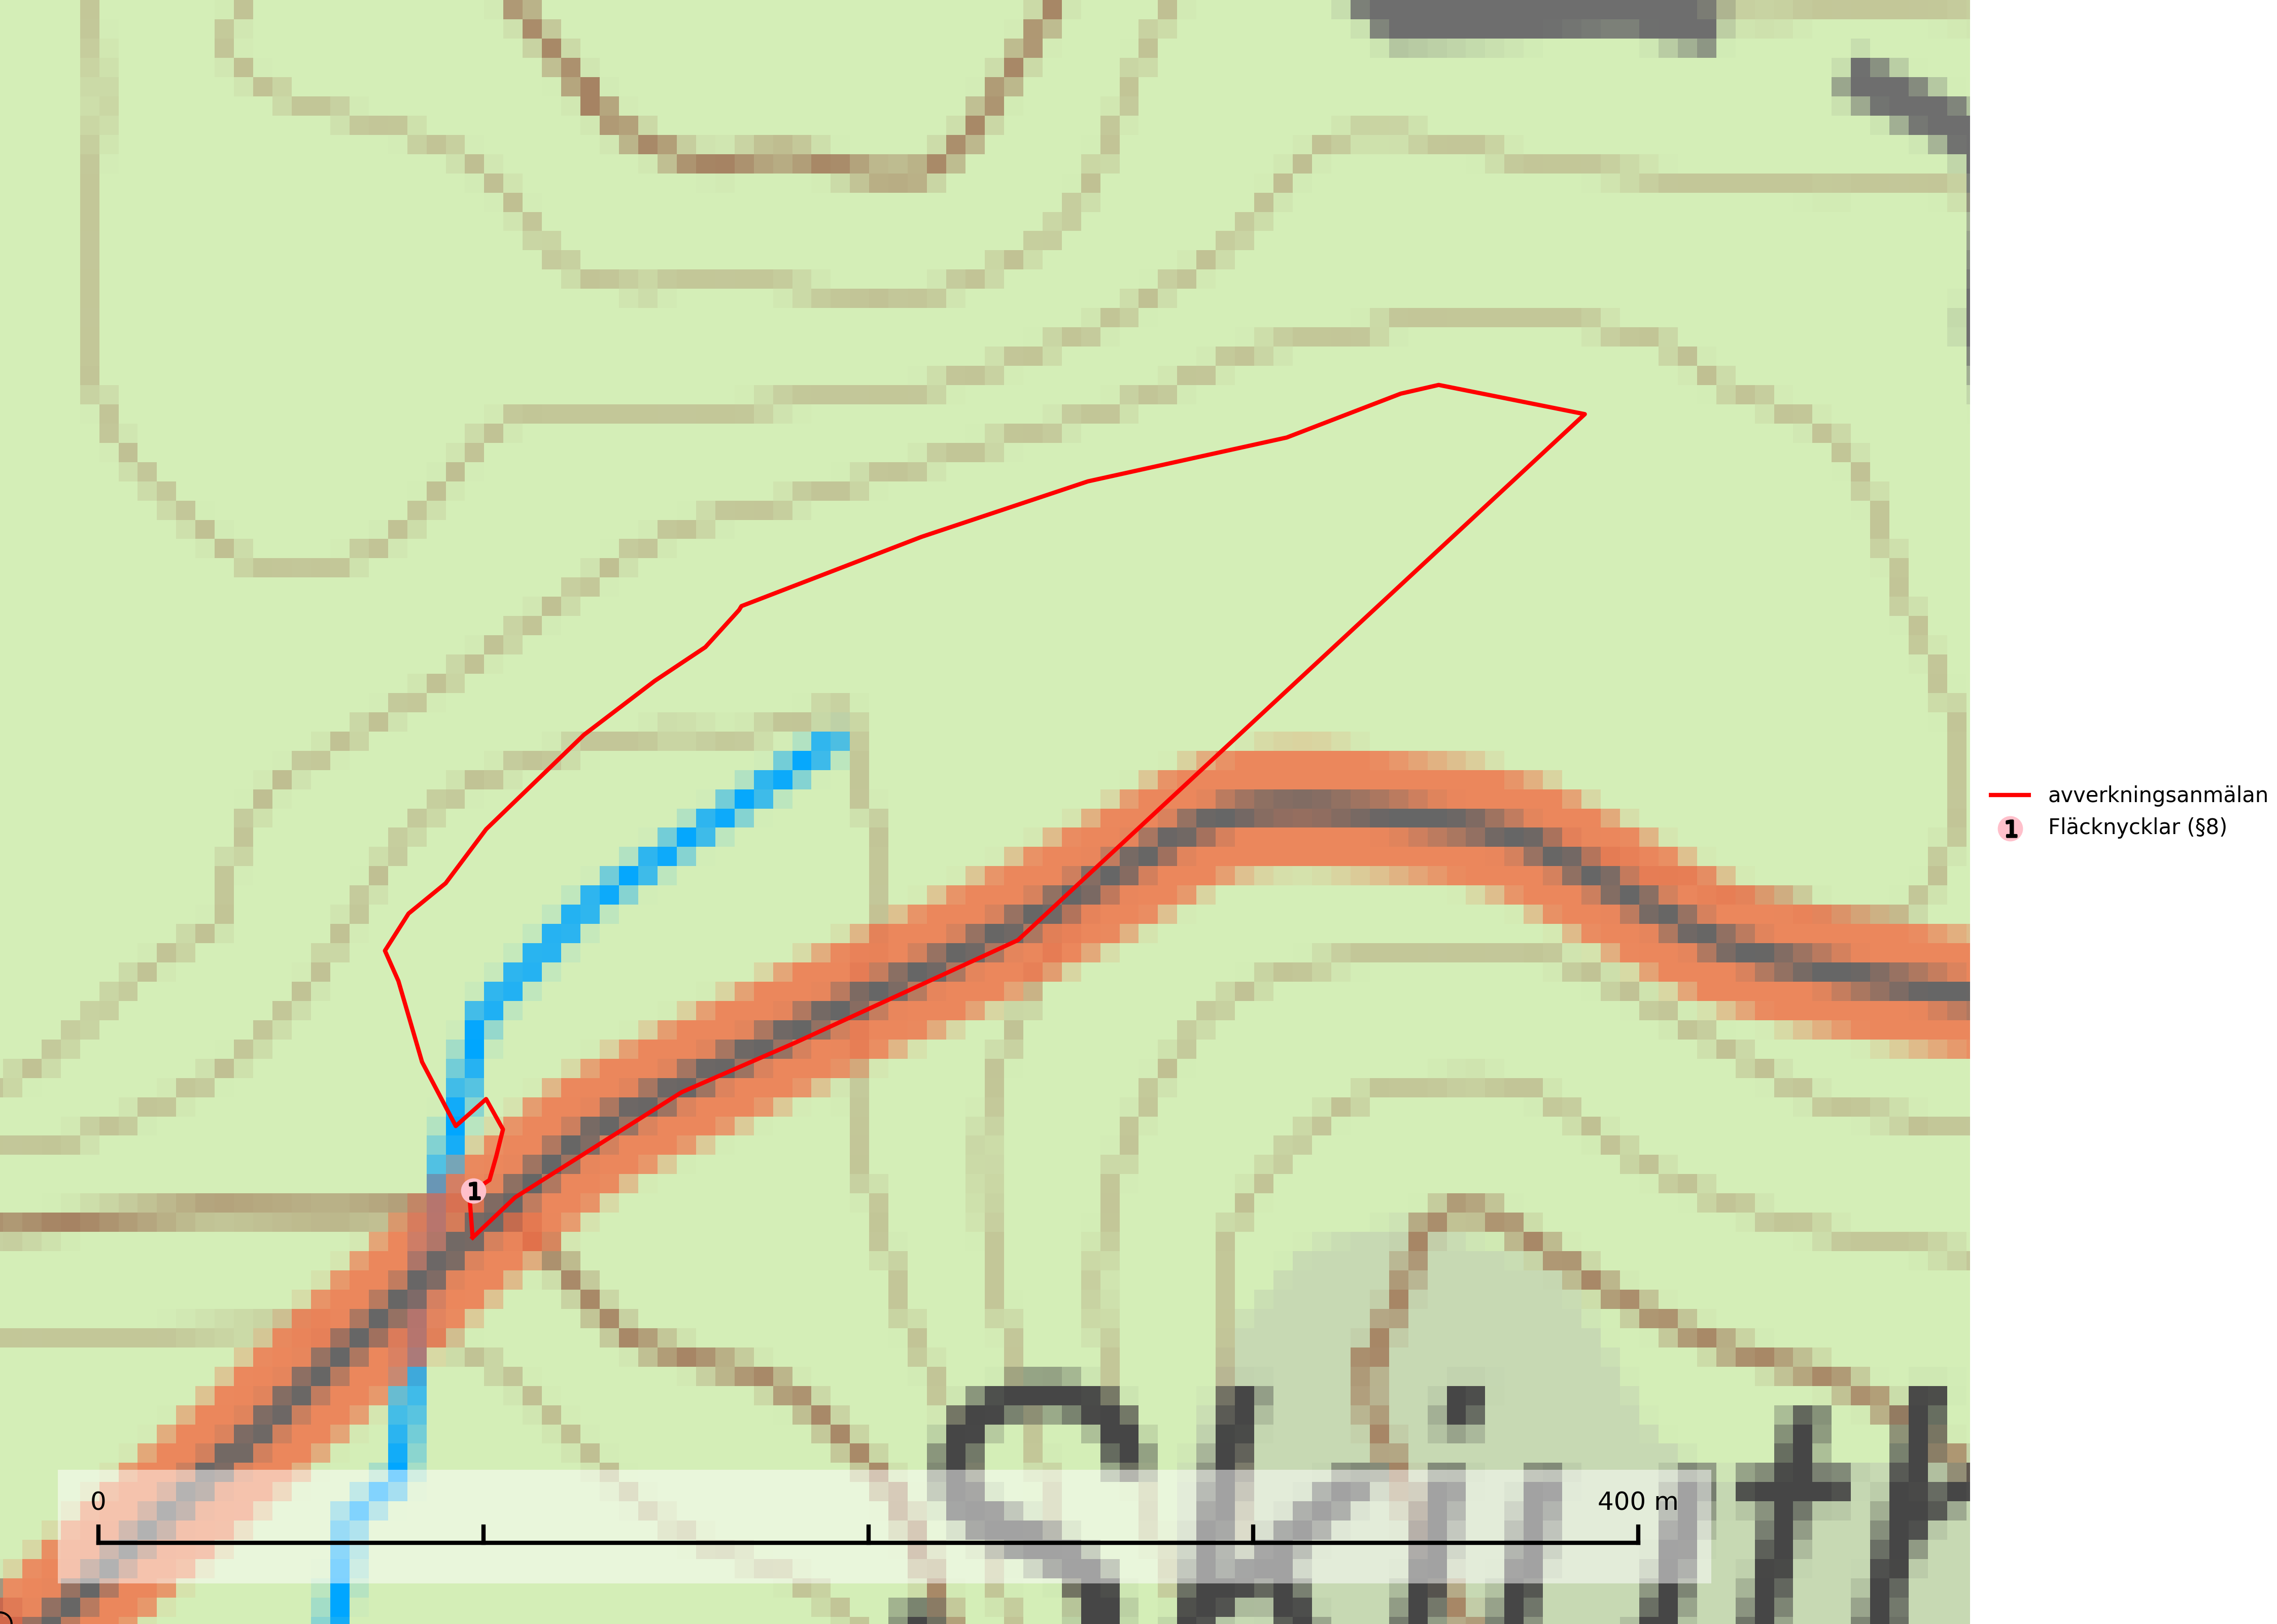 avverkningsanmälan
1 Fläcknycklar (§8)
1
0 400 m